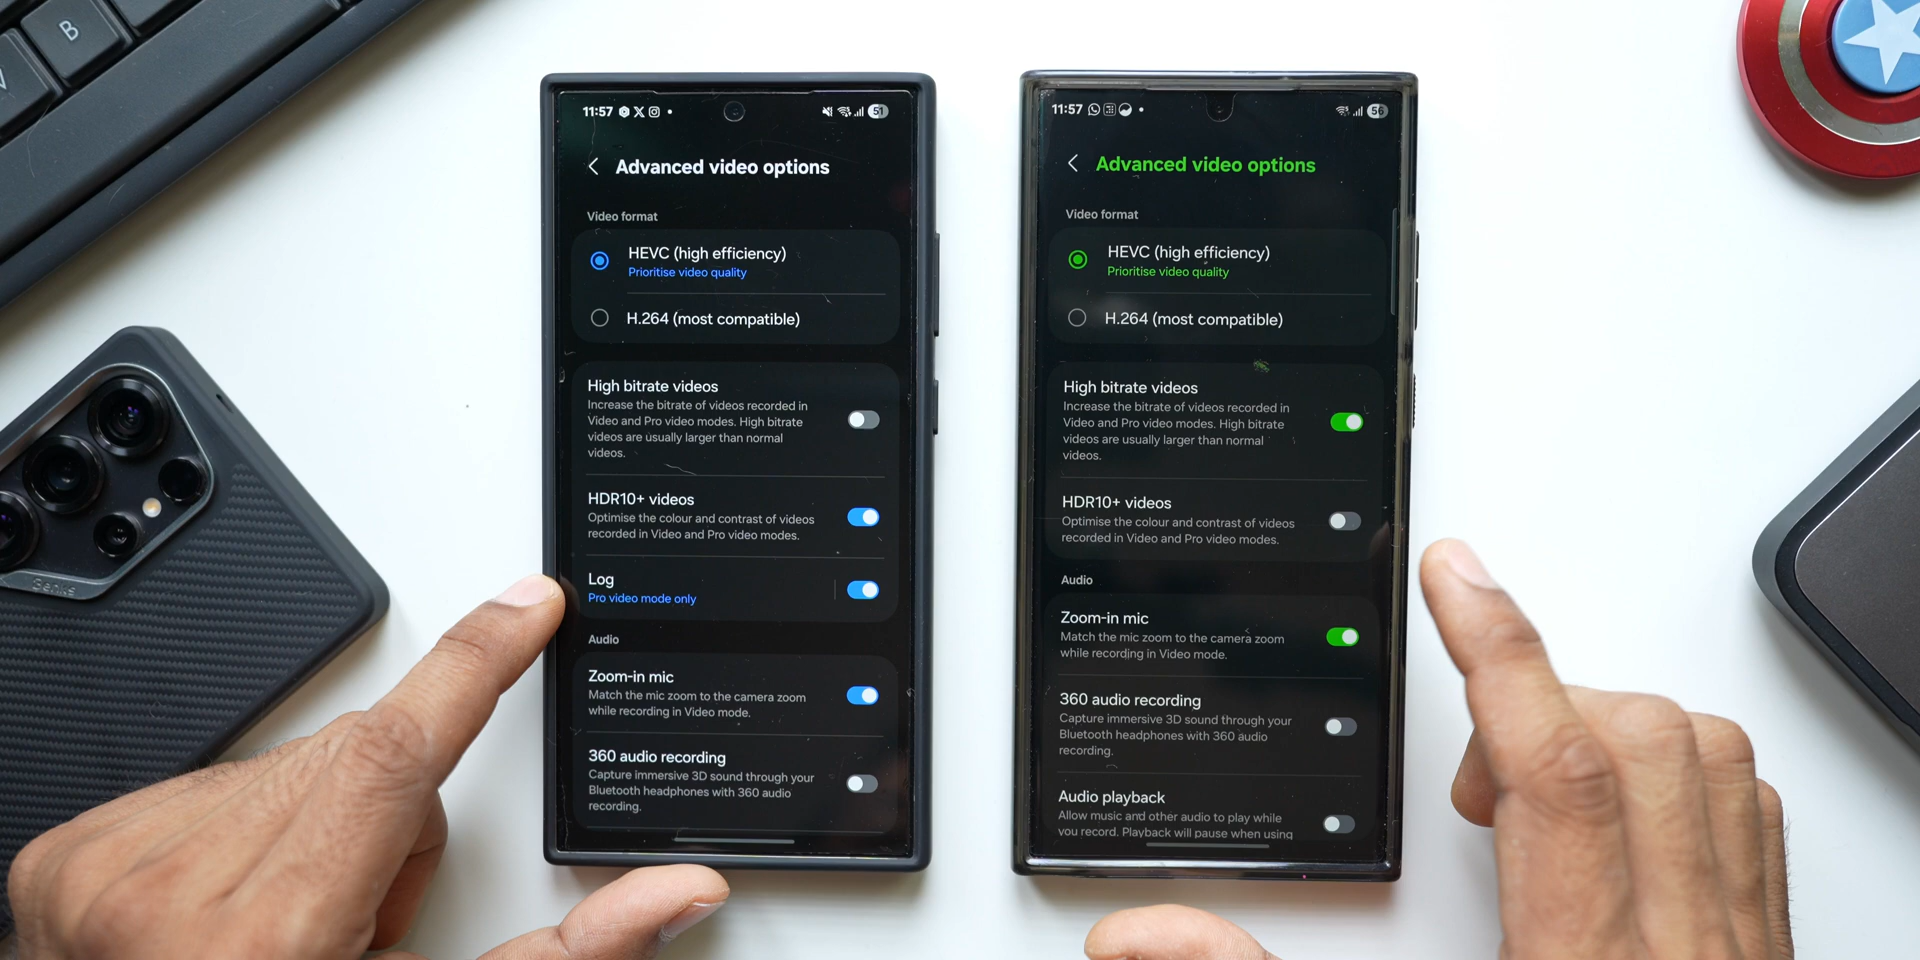 B
V
Genks
11:57
51
Advanced video options
Video format
HEVC (high efficiency)
Prioritise video quality
H.264 (most compatible)
High bitrate videos
Increase the bitrate of videos recorded in
Video and Pro video modes. High bitrate
videos are usually larger than normal
videos.
HDR10+ videos
Optimise the colour and contrast of videos
recorded in Video and Pro video modes.
Log
Pro video mode only
Audio
Zoom-in mic
Match the mic zoom to the camera zoom
while recording in Video mode.
360 audio recording
Capture immersive 3D sound through your
Bluetooth headphones with 360 audio
recording.
11:57
56
Advanced video options
Video format
HEVC (high efficiency)
Prioritise video quality
H.264 (most compatible)
High bitrate videos
Increase the bitrate of videos recorded in
Video and Pro video modes. High bitrate
videos are usually larger than normal
videos.
HDR10+ videos
Optimise the colour and contrast of videos
recorded in Video and Pro video modes.
Audio
Zoom-in mic
Match the mic zoom to the camera zoom
while recording in Video mode.
360 audio recording
Capture immersive 3D sound through your
Bluetooth headphones with 360 audio
recording.
Audio playback
Allow music and other audio to play while
you record. Playback will pause when using